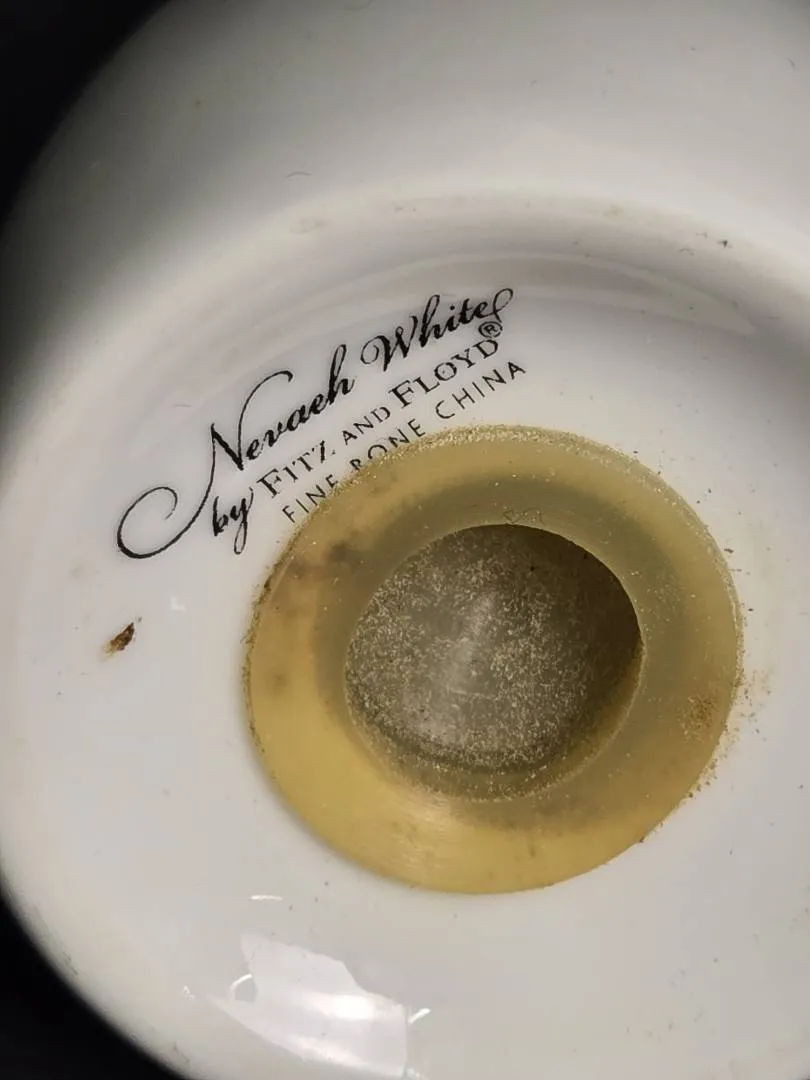 Nevaeh White
by FITZ AND FLOYD®
FINE BONE CHINA